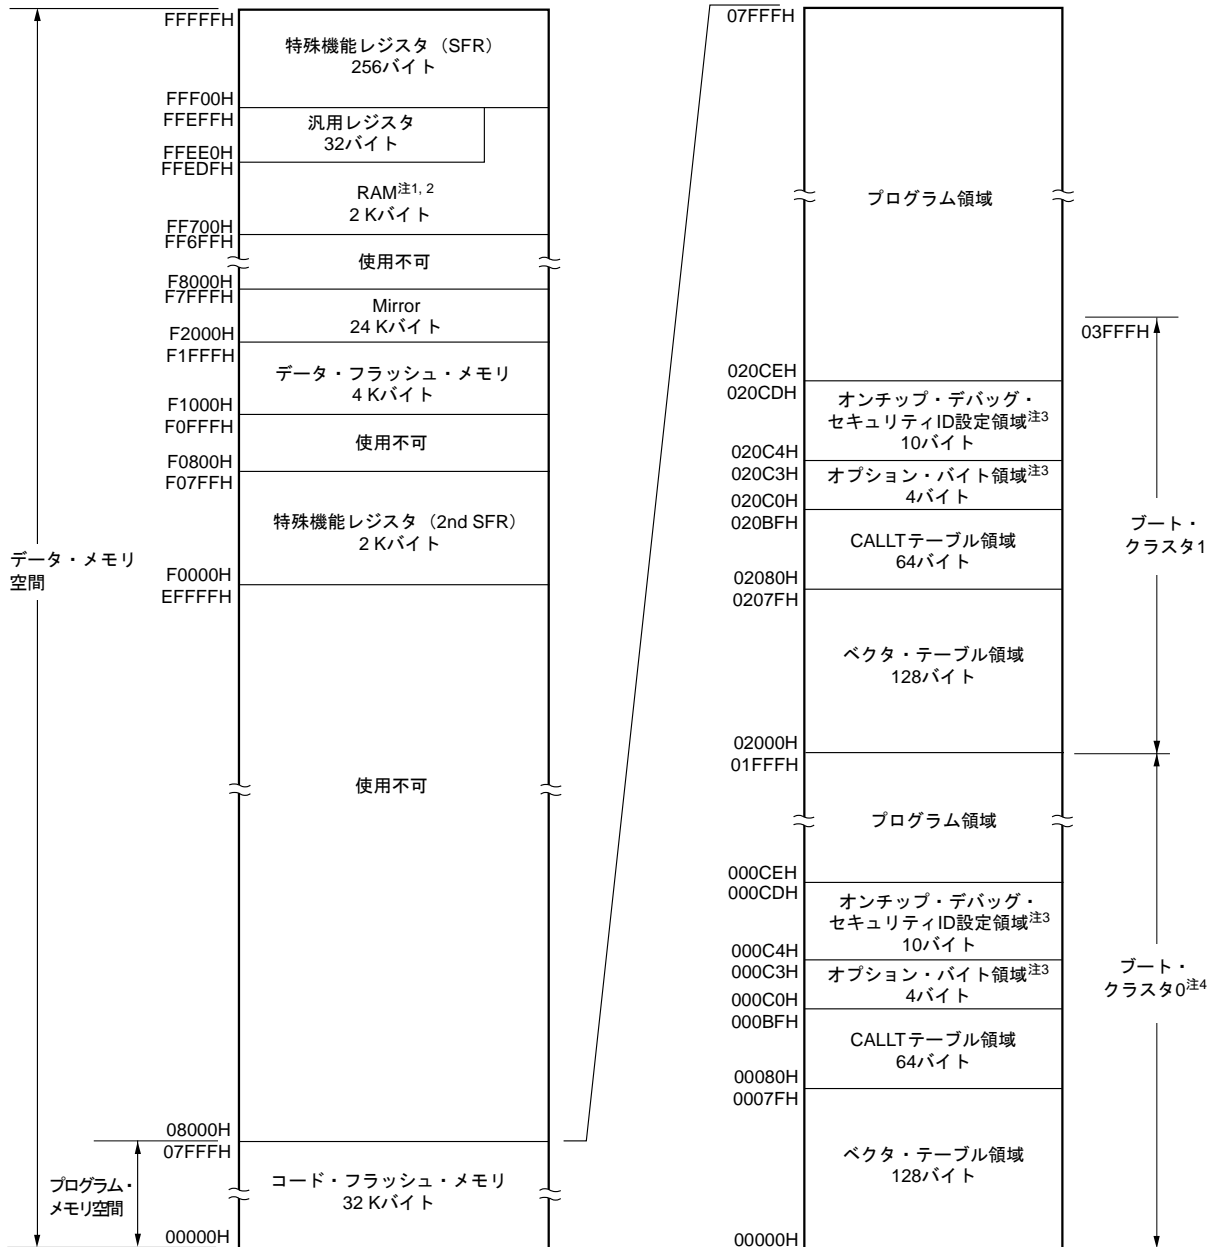 FFFFFH
特殊機能レジスタ（SFR）
256バイト
FFF00H
FFEFFH
汎用レジスタ
32バイト
FFEE0H
FFEDFH
RAM注1, 2
2 Kバイト
FF700H
FF6FFH
使用不可
F8000H
F7FFFH
Mirror
24 Kバイト
F2000H
F1FFFH
データ・フラッシュ・メモリ
4 Kバイト
F1000H
F0FFFH
使用不可
F0800H
F07FFH
特殊機能レジスタ（2nd SFR）
2 Kバイト
データ・メモリ
空間
F0000H
EFFFFH
使用不可
08000H
07FFFH
コード・フラッシュ・メモリ
32 Kバイト
プログラム・
メモリ空間
00000H
07FFFH
プログラム領域
03FFFH
020CEH
020CDH
オンチップ・デバッグ・
セキュリティID設定領域注3
10バイト
020C4H
020C3H
オプション・バイト領域注3
4バイト
020C0H
020BFH
CALLTテーブル領域
64バイト
ブート・
クラスタ1
02080H
0207FH
ベクタ・テーブル領域
128バイト
02000H
01FFFH
プログラム領域
000CEH
000CDH
オンチップ・デバッグ・
セキュリティID設定領域注3
10バイト
000C4H
000C3H
オプション・バイト領域注3
4バイト
ブート・
クラスタ0注4
000C0H
000BFH
CALLTテーブル領域
64バイト
00080H
0007FH
ベクタ・テーブル領域
128バイト
00000H